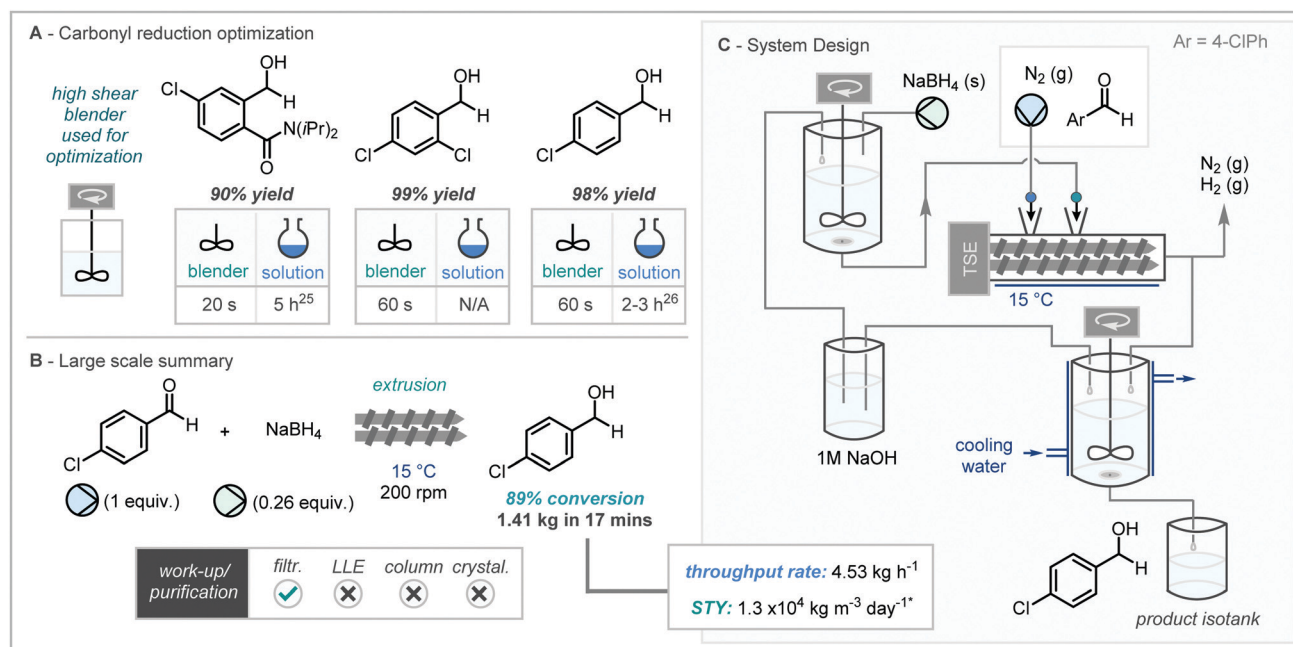 A - Carbonyl reduction optimization
high shear
blender
used for
optimization
OH
Cl
H
N(iPr)₂
O
90% yield
blender
solution
20 s
5 h²⁵
OH
H
Cl
Cl
99% yield
blender
solution
60 s
N/A
OH
H
Cl
98% yield
blender
solution
60 s
2-3 h²⁶
B - Large scale summary
O
H
Cl
(1 equiv.)
+
NaBH₄
(0.26 equiv.)
extrusion
15 °C
200 rpm
OH
H
Cl
89% conversion
1.41 kg in 17 mins
work-up/
purification
filtr.
LLE
column
crystal.
throughput rate: 4.53 kg h⁻¹
STY: 1.3 x10⁴ kg m⁻³ day⁻¹*
C - System Design
Ar = 4-ClPh
NaBH₄ (s)
N₂ (g)
O
Ar
H
N₂ (g)
H₂ (g)
TSE
15 °C
1M NaOH
cooling
water
OH
H
Cl
product isotank